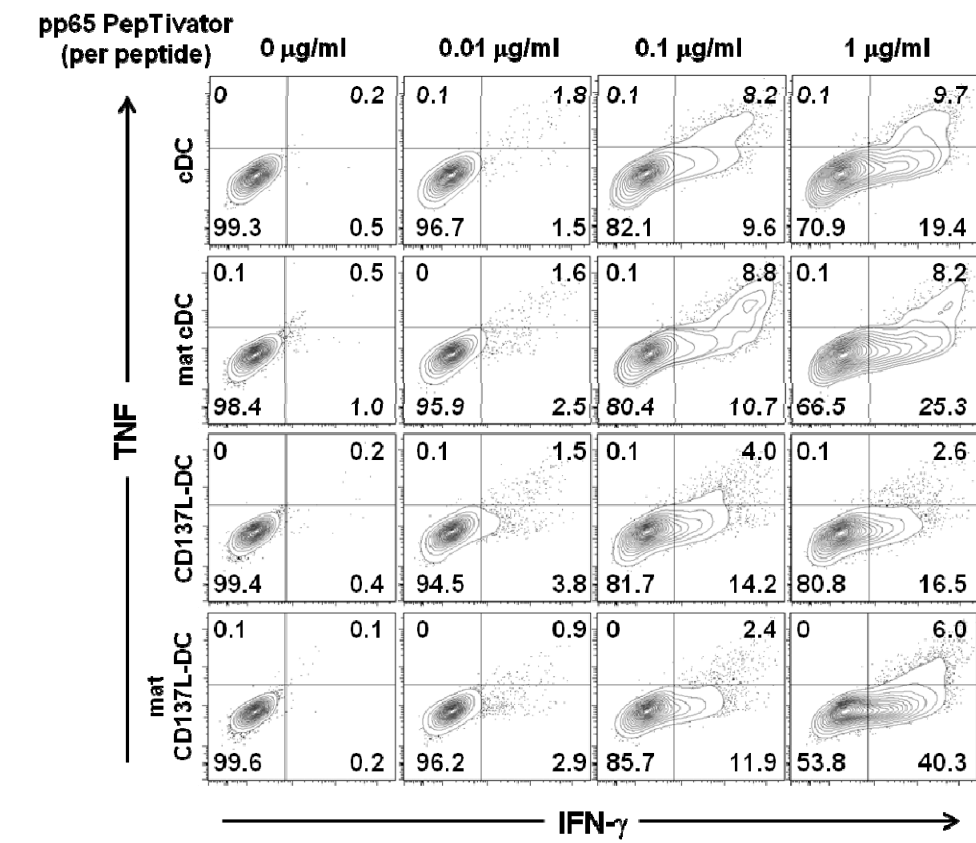 pp65 PepTivator
(per peptide) 0 μg/ml 0.01 μg/ml 0.1 μg/ml 1 μg/ml
TNF
cDC
0 0.2 0.1 1.8 0.1 8.2 0.1 9.7
99.3 0.5 96.7 1.5 82.1 9.6 70.9 19.4
mat cDC
0.1 0.5 0 1.6 0.1 8.8 0.1 8.2
98.4 1.0 95.9 2.5 80.4 10.7 66.5 25.3
CD137L-DC
0 0.2 0.1 1.5 0.1 4.0 0.1 2.6
99.4 0.4 94.5 3.8 81.7 14.2 80.8 16.5
mat
CD137L-DC
0.1 0.1 0 0.9 0 2.4 0 6.0
99.6 0.2 96.2 2.9 85.7 11.9 53.8 40.3
IFN-γ